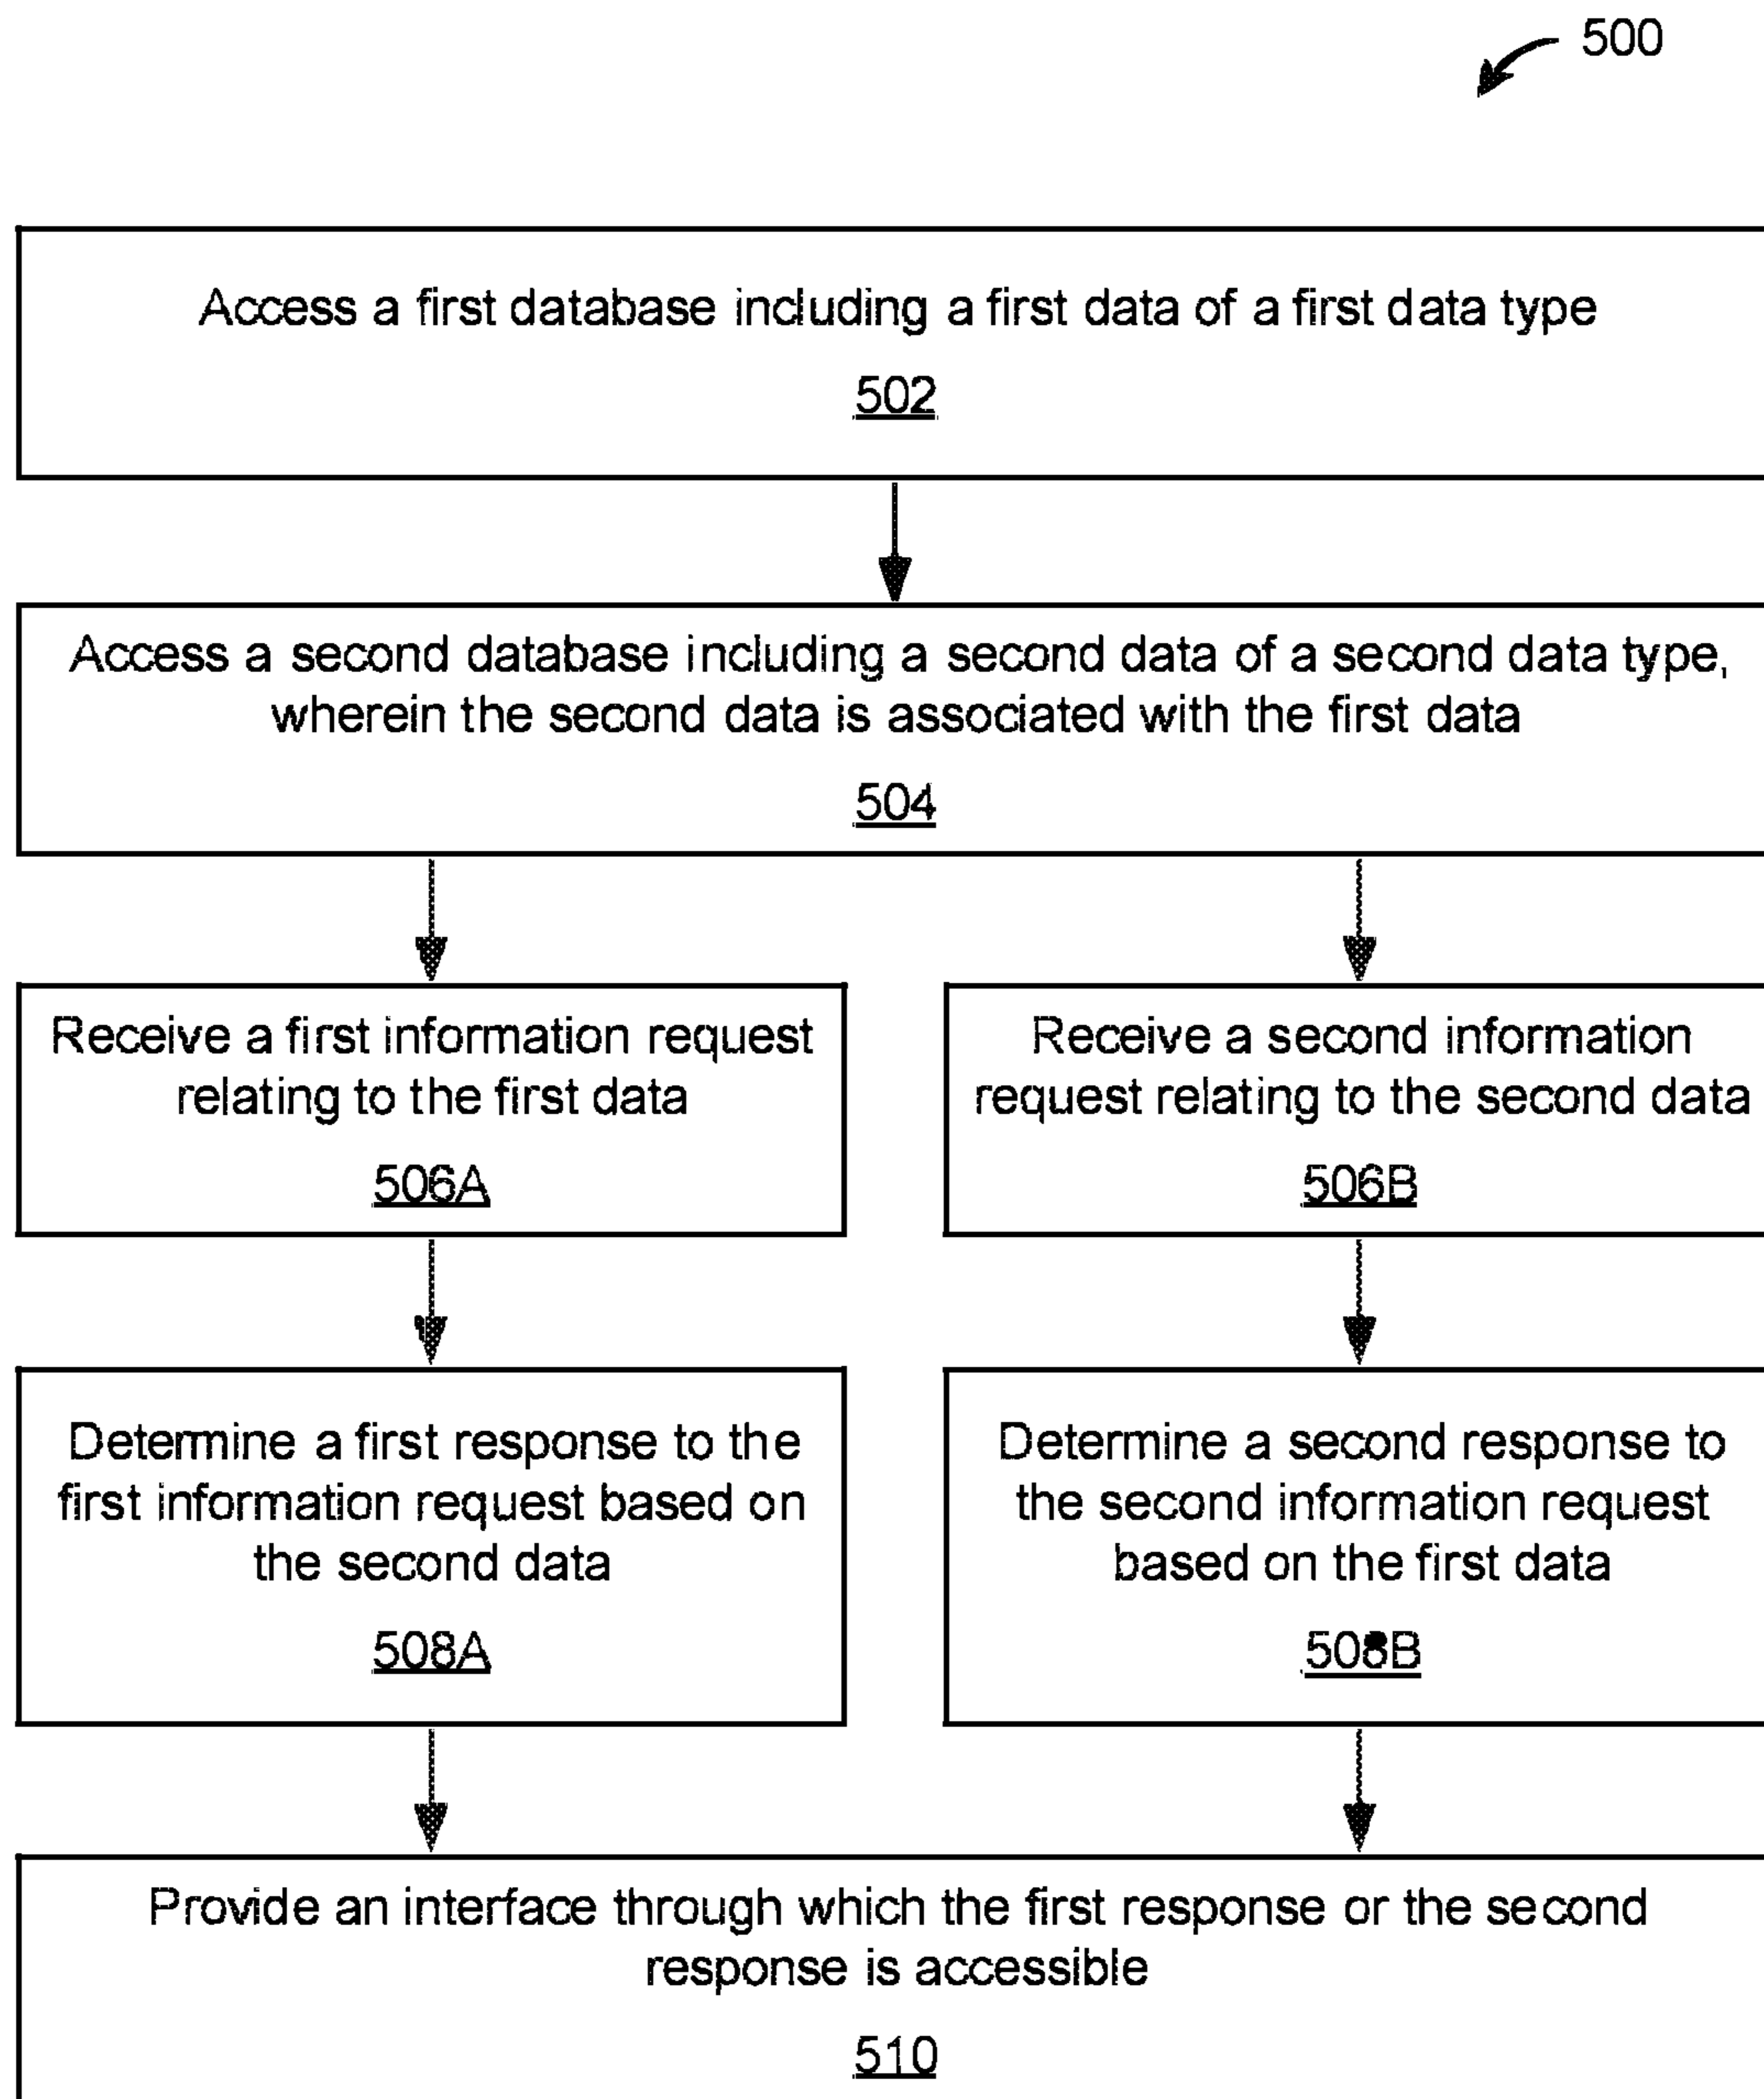 500
Access a first database including a first data of a first data type
502
Access a second database including a second data of a second data type,
wherein the second data is associated with the first data
504
Receive a first information request
relating to the first data
506A
Receive a second information
request relating to the second data
506B
Determine a first response to the
first information request based on
the second data
508A
Determine a second response to
the second information request
based on the first data
508B
Provide an interface through which the first response or the second
response is accessible
510